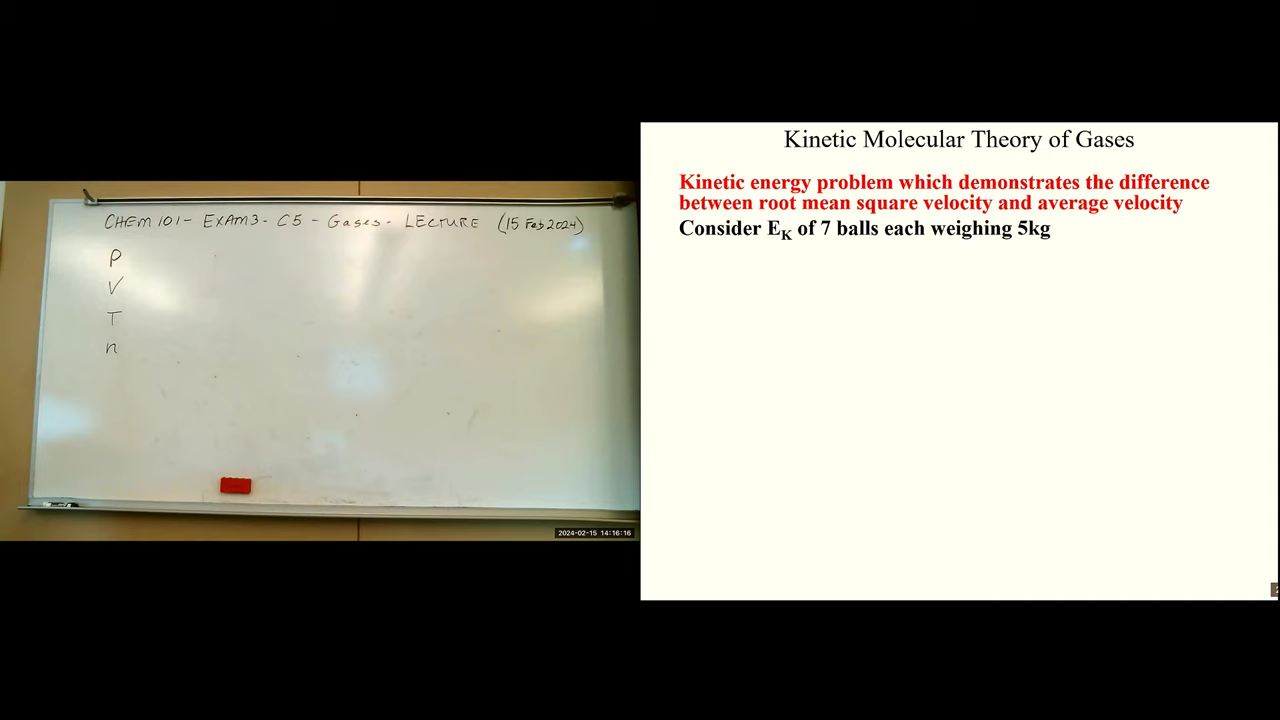 CHEM 101 - EXAM 3 - C5 - Gases - LECTURE (15 Feb 2024)
P
V
T
n
2024-02-15 14:16:16
Kinetic Molecular Theory of Gases
Kinetic energy problem which demonstrates the difference
between root mean square velocity and average velocity
Consider EK of 7 balls each weighing 5kg